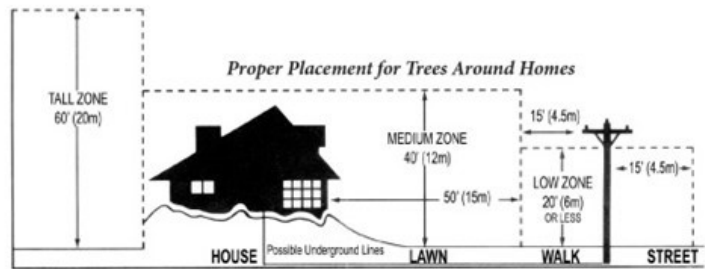 Proper Placement for Trees Around Homes
TALL ZONE
60' (20m)
MEDIUM ZONE
40' (12m)
15' (4.5m)
50' (15m)
LOW ZONE
20' (6m)
OR LESS
15' (4.5m)
HOUSE
Possible Underground Lines
LAWN
WALK
STREET